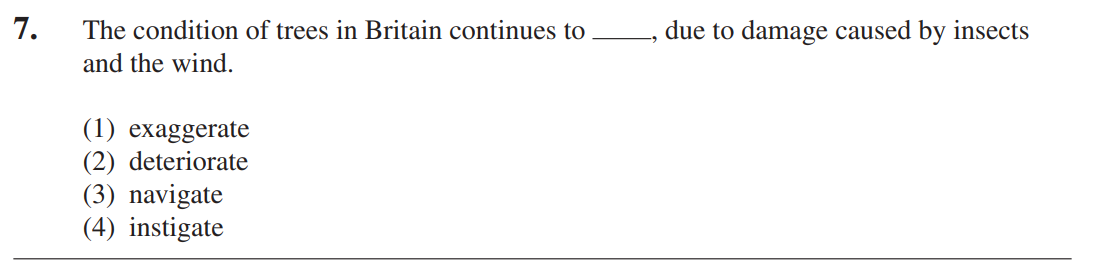 7. The condition of trees in Britain continues to ____, due to damage caused by insects
and the wind.
(1) exaggerate
(2) deteriorate
(3) navigate
(4) instigate